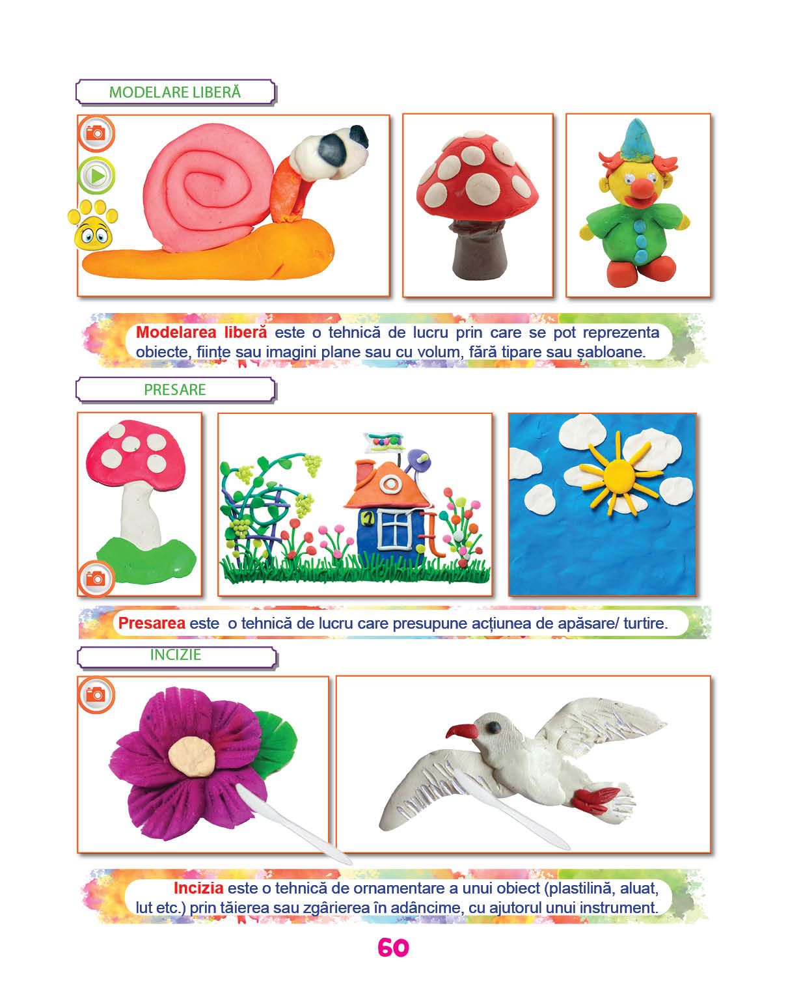 MODELARE LIBERĂ
Modelarea liberă este o tehnică de lucru prin care se pot reprezenta
obiecte, ființe sau imagini plane sau cu volum, fără tipare sau șabloane.
PRESARE
2
Presarea este o tehnică de lucru care presupune acțiunea de apăsare/ turtire.
INCIZIE
Incizia este o tehnică de ornamentare a unui obiect (plastilină, aluat,
lut etc.) prin tăierea sau zgârierea în adâncime, cu ajutorul unui instrument.
60